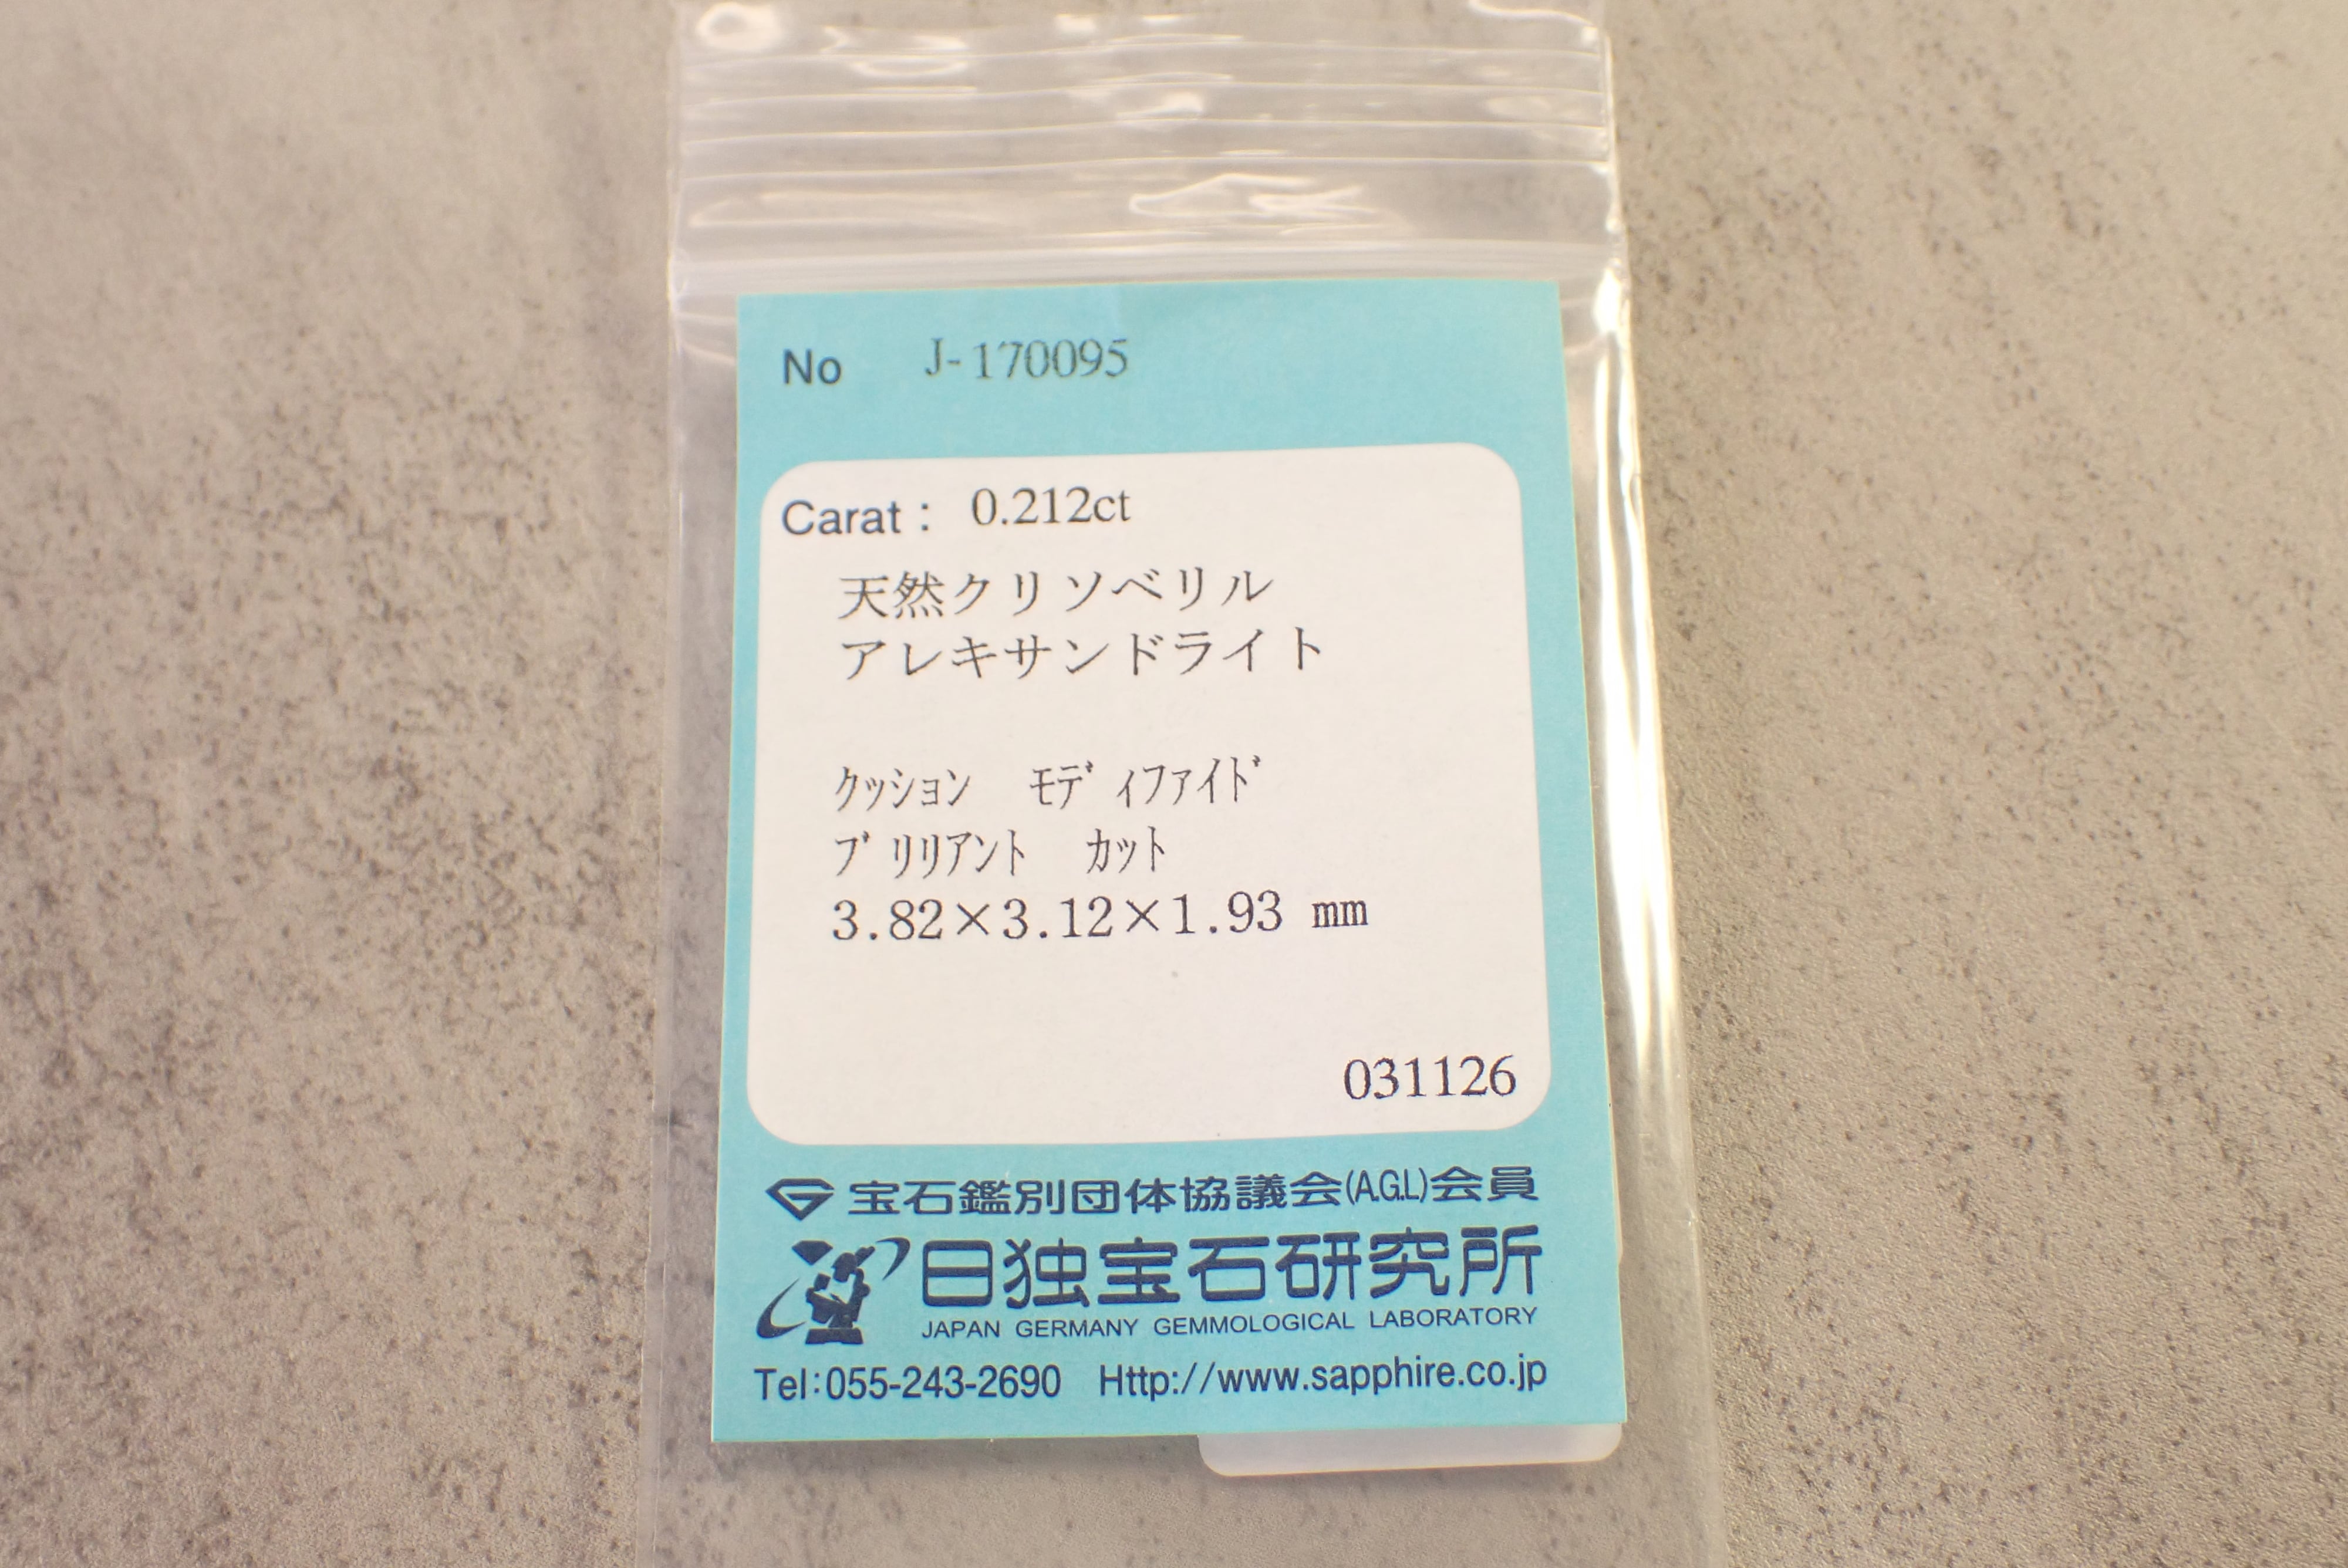 No J-170095
Carat : 0.212ct
天然クリソベリル
アレキサンドライト
ｸｯｼｮﾝ ﾓﾃﾞｨﾌｧｲﾄﾞ
ﾌﾞﾘﾘｱﾝﾄ ｶｯﾄ
3.82×3.12×1.93 mm
031126
宝石鑑別団体協議会(A.G.L)会員
日独宝石研究所
JAPAN GERMANY GEMMOLOGICAL LABORATORY
Tel:055-243-2690 Http://www.sapphire.co.jp